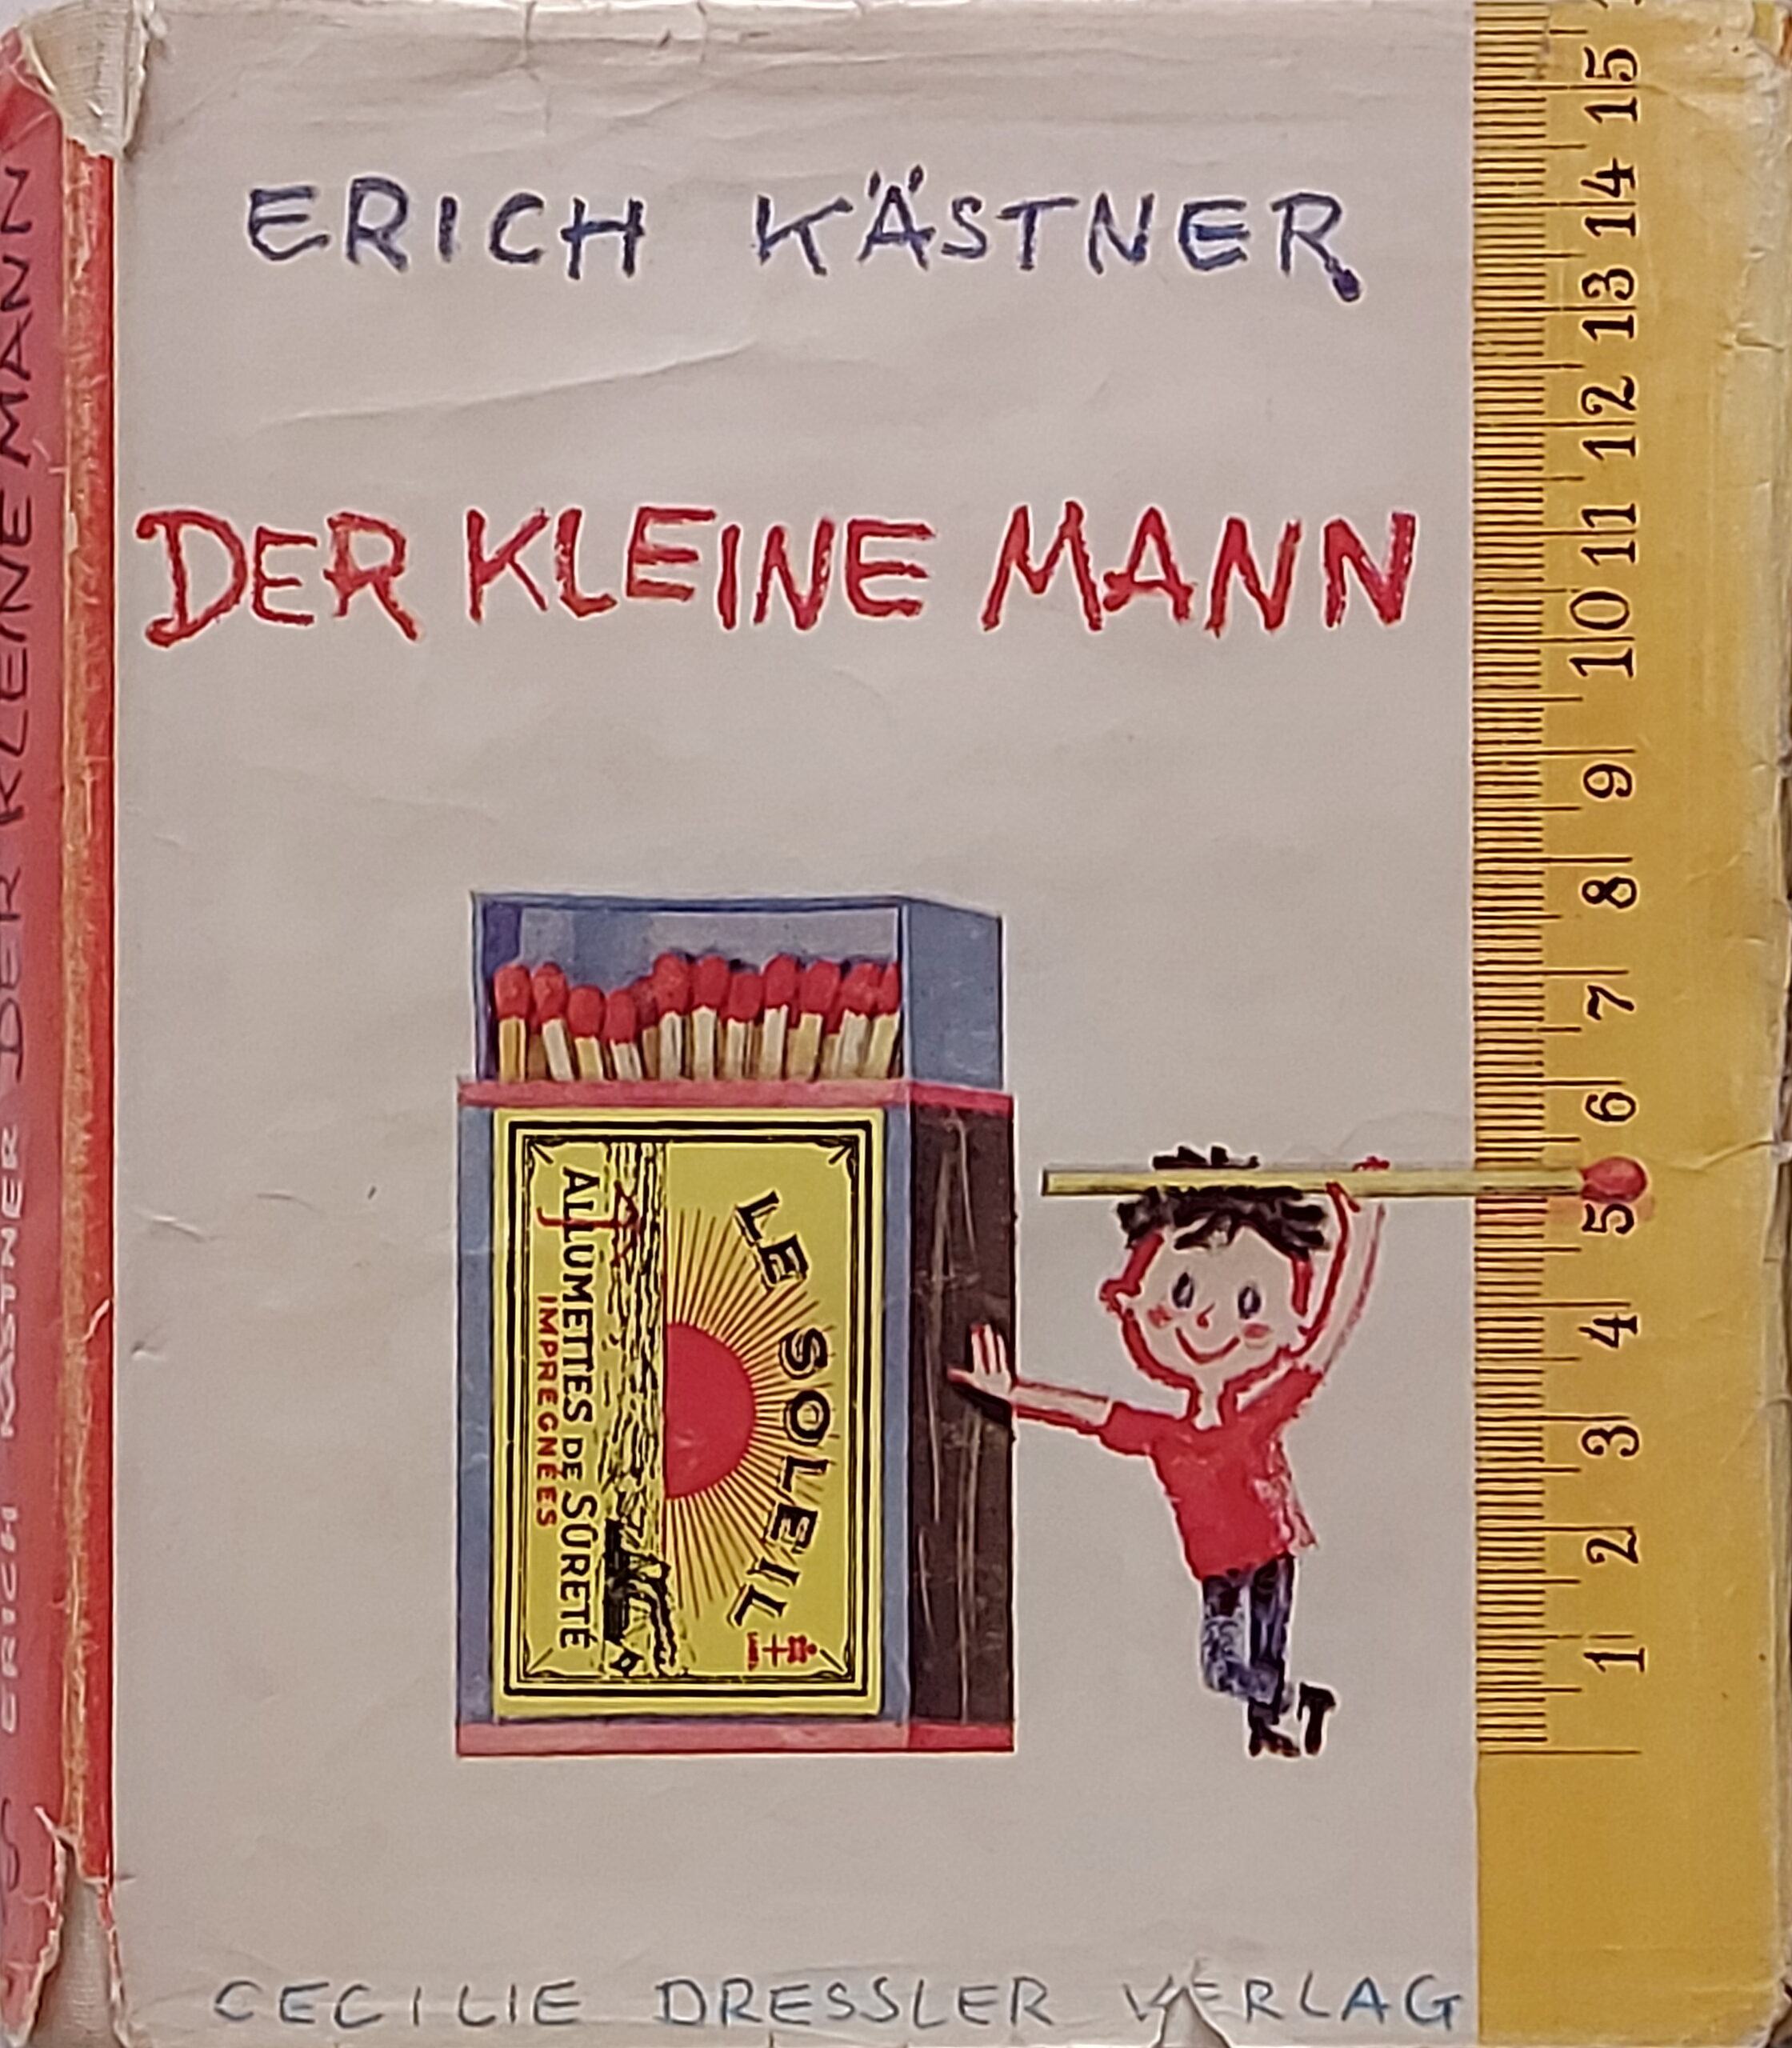 ERICH KÄSTNER
DER KLEINE MANN
LE SOLEIL
ALLUMETTES DE SÛRETÉ
IMPREGNÉES
CECILIE DRESSLER VERLAG
ERICH KÄSTNER DER KLEINE MANN
15
14
13
12
11
10
9
8
7
6
5
4
3
2
1